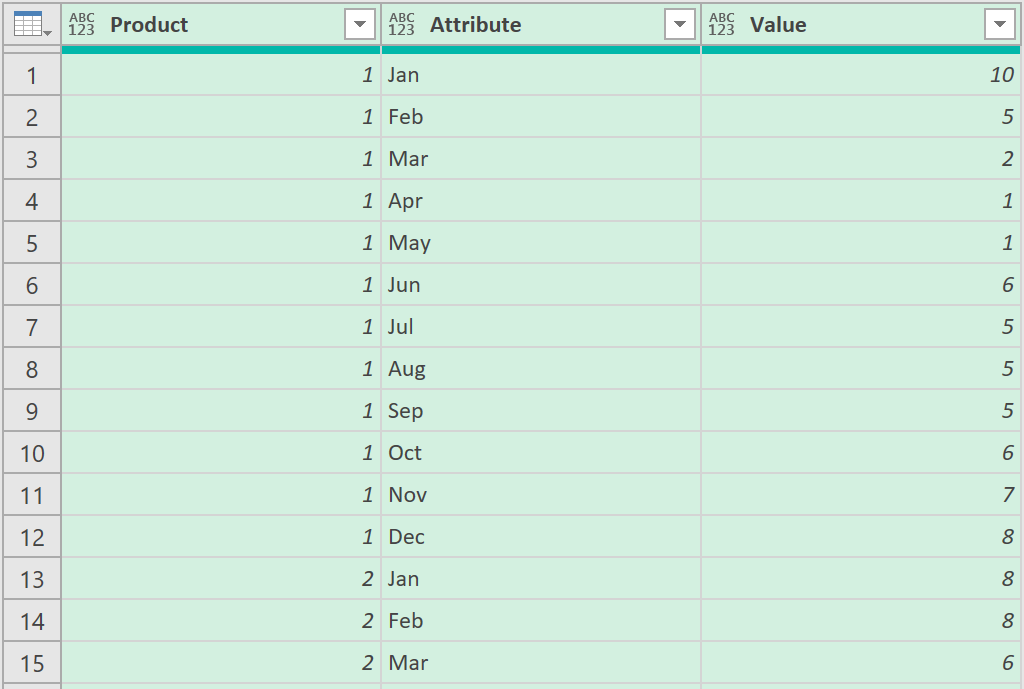 ABC 123 Product ABC 123 Attribute ABC 123 Value
1 1 Jan 10
2 1 Feb 5
3 1 Mar 2
4 1 Apr 1
5 1 May 1
6 1 Jun 6
7 1 Jul 5
8 1 Aug 5
9 1 Sep 5
10 1 Oct 6
11 1 Nov 7
12 1 Dec 8
13 2 Jan 8
14 2 Feb 8
15 2 Mar 6